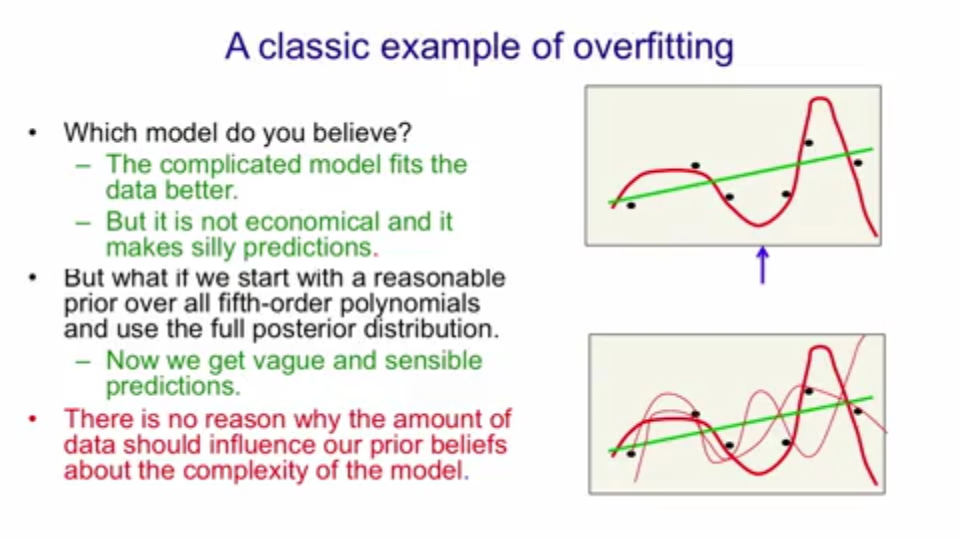 A classic example of overfitting
• Which model do you believe?
– The complicated model fits the
data better.
– But it is not economical and it
makes silly predictions.
• But what if we start with a reasonable
prior over all fifth-order polynomials
and use the full posterior distribution.
– Now we get vague and sensible
predictions.
• There is no reason why the amount of
data should influence our prior beliefs
about the complexity of the model.